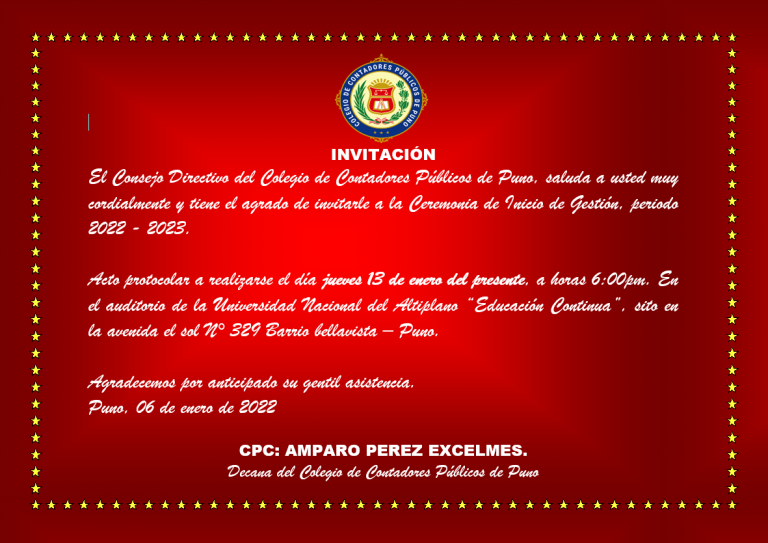 COLEGIO DE CONTADORES PÚBLICOS DE PUNO
INVITACIÓN
El Consejo Directivo del Colegio de Contadores Públicos de Puno, saluda a usted muy
cordialmente y tiene el agrado de invitarle a la Ceremonia de Inicio de Gestión, periodo
2022 - 2023.
Acto protocolar a realizarse el día jueves 13 de enero del presente, a horas 6:00pm. En
el auditorio de la Universidad Nacional del Altiplano “Educación Continua”, sito en
la avenida el sol N° 329 Barrio bellavista – Puno.
Agradecemos por anticipado su gentil asistencia.
Puno, 06 de enero de 2022
CPC: AMPARO PEREZ EXCELMES.
Decana del Colegio de Contadores Públicos de Puno